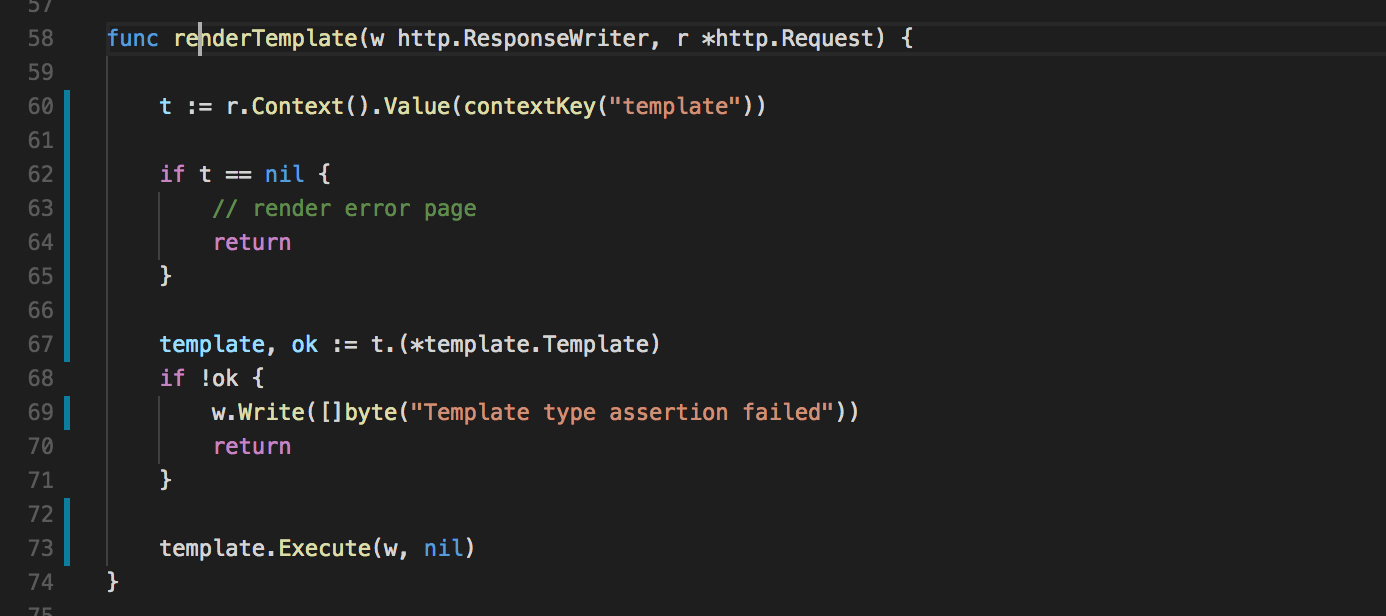 57
58 func renderTemplate(w http.ResponseWriter, r *http.Request) {
59
60 t := r.Context().Value(contextKey("template"))
61
62 if t == nil {
63 // render error page
64 return
65 }
66
67 template, ok := t.(*template.Template)
68 if !ok {
69 w.Write([]byte("Template type assertion failed"))
70 return
71 }
72
73 template.Execute(w, nil)
74 }
75